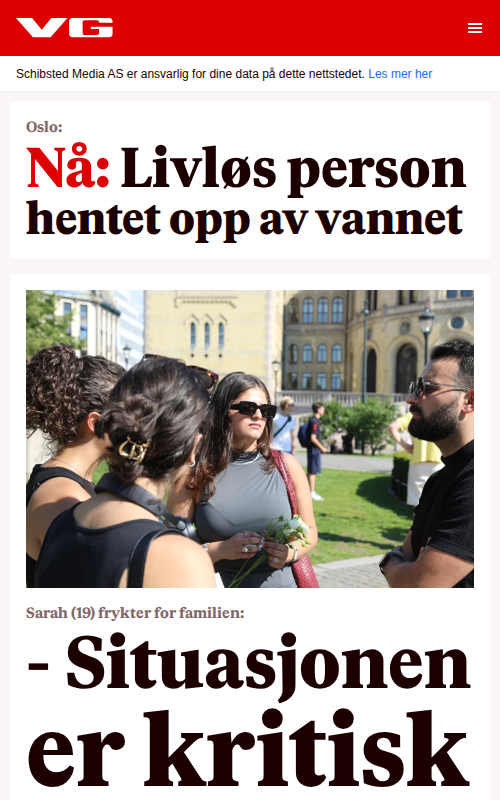 VG
Schibsted Media AS er ansvarlig for dine data på dette nettstedet. Les mer her
Oslo:
Nå: Livløs person
hentet opp av vannet
Sarah (19) frykter for familien:
- Situasjonen
er kritisk